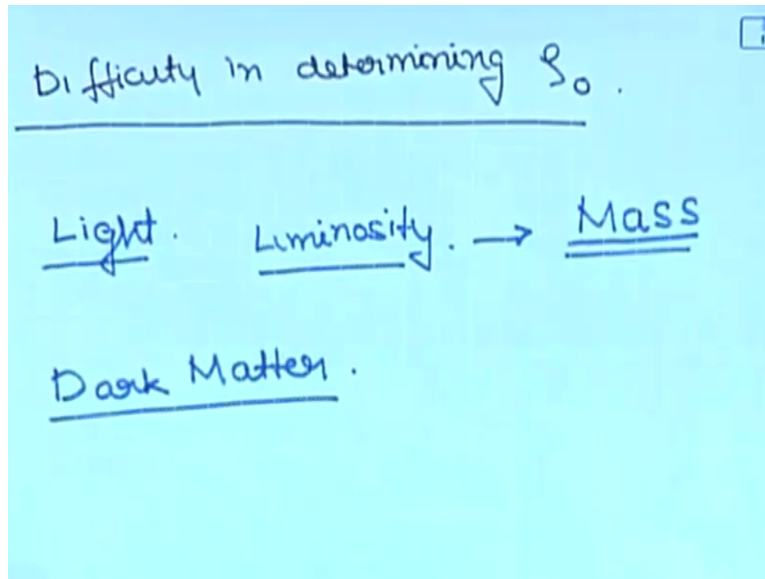 Difficuty in determining ρ₀.
Light. Luminosity. → Mass
Dark Matter.